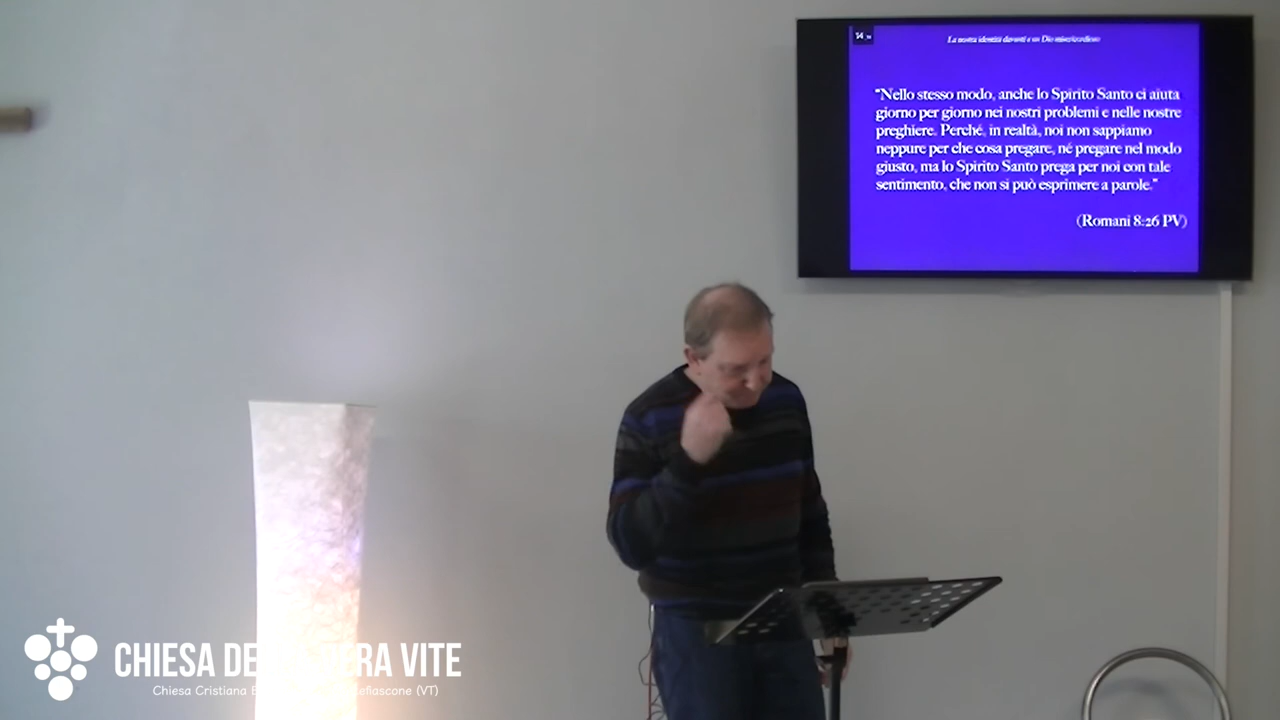 14
La nostra identità davanti a un Dio misericordioso
“Nello stesso modo, anche lo Spirito Santo ci aiuta
giorno per giorno nei nostri problemi e nelle nostre
preghiere. Perché, in realtà, noi non sappiamo
neppure per che cosa pregare, né pregare nel modo
giusto, ma lo Spirito Santo prega per noi con tale
sentimento, che non si può esprimere a parole.”
(Romani 8:26 PV)
CHIESA DE ERA VITE
Chiesa Cristiana (VT)